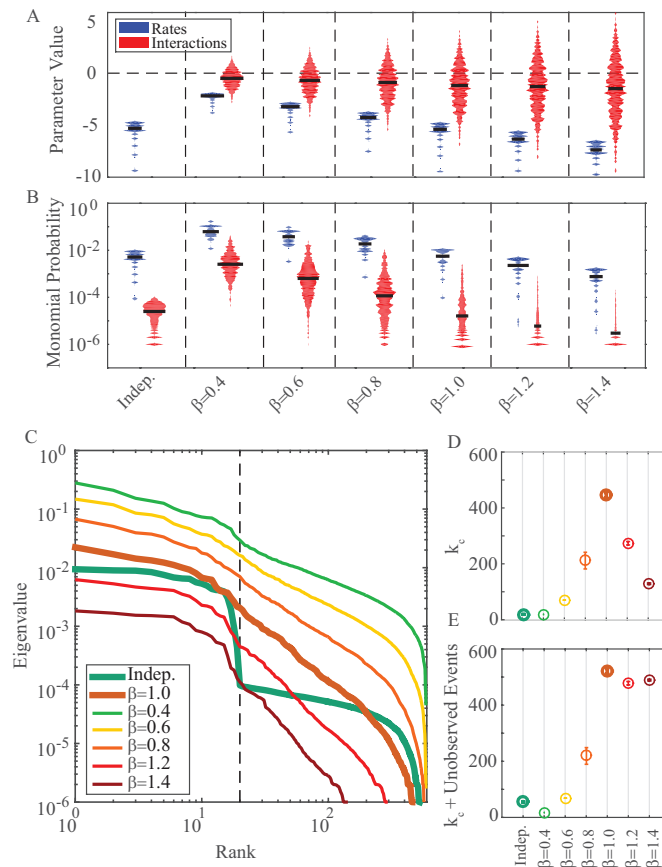 A
Parameter Value
5
0
-5
-10
Rates
Interactions
B
Monomial Probability
10^0
10^-2
10^-4
10^-6
Indep. β=0.4 β=0.6 β=0.8 β=1.0 β=1.2 β=1.4
C
Eigenvalue
10^0
10^-1
10^-2
10^-3
10^-4
10^-5
10^-6
Indep.
β=1.0
β=0.4
β=0.6
β=0.8
β=1.2
β=1.4
10^0 10^1 10^2
Rank
D
k_c
600
400
200
0
E
k_c + Unobserved Events
600
400
200
0
Indep. β=0.4 β=0.6 β=0.8 β=1.0 β=1.2 β=1.4